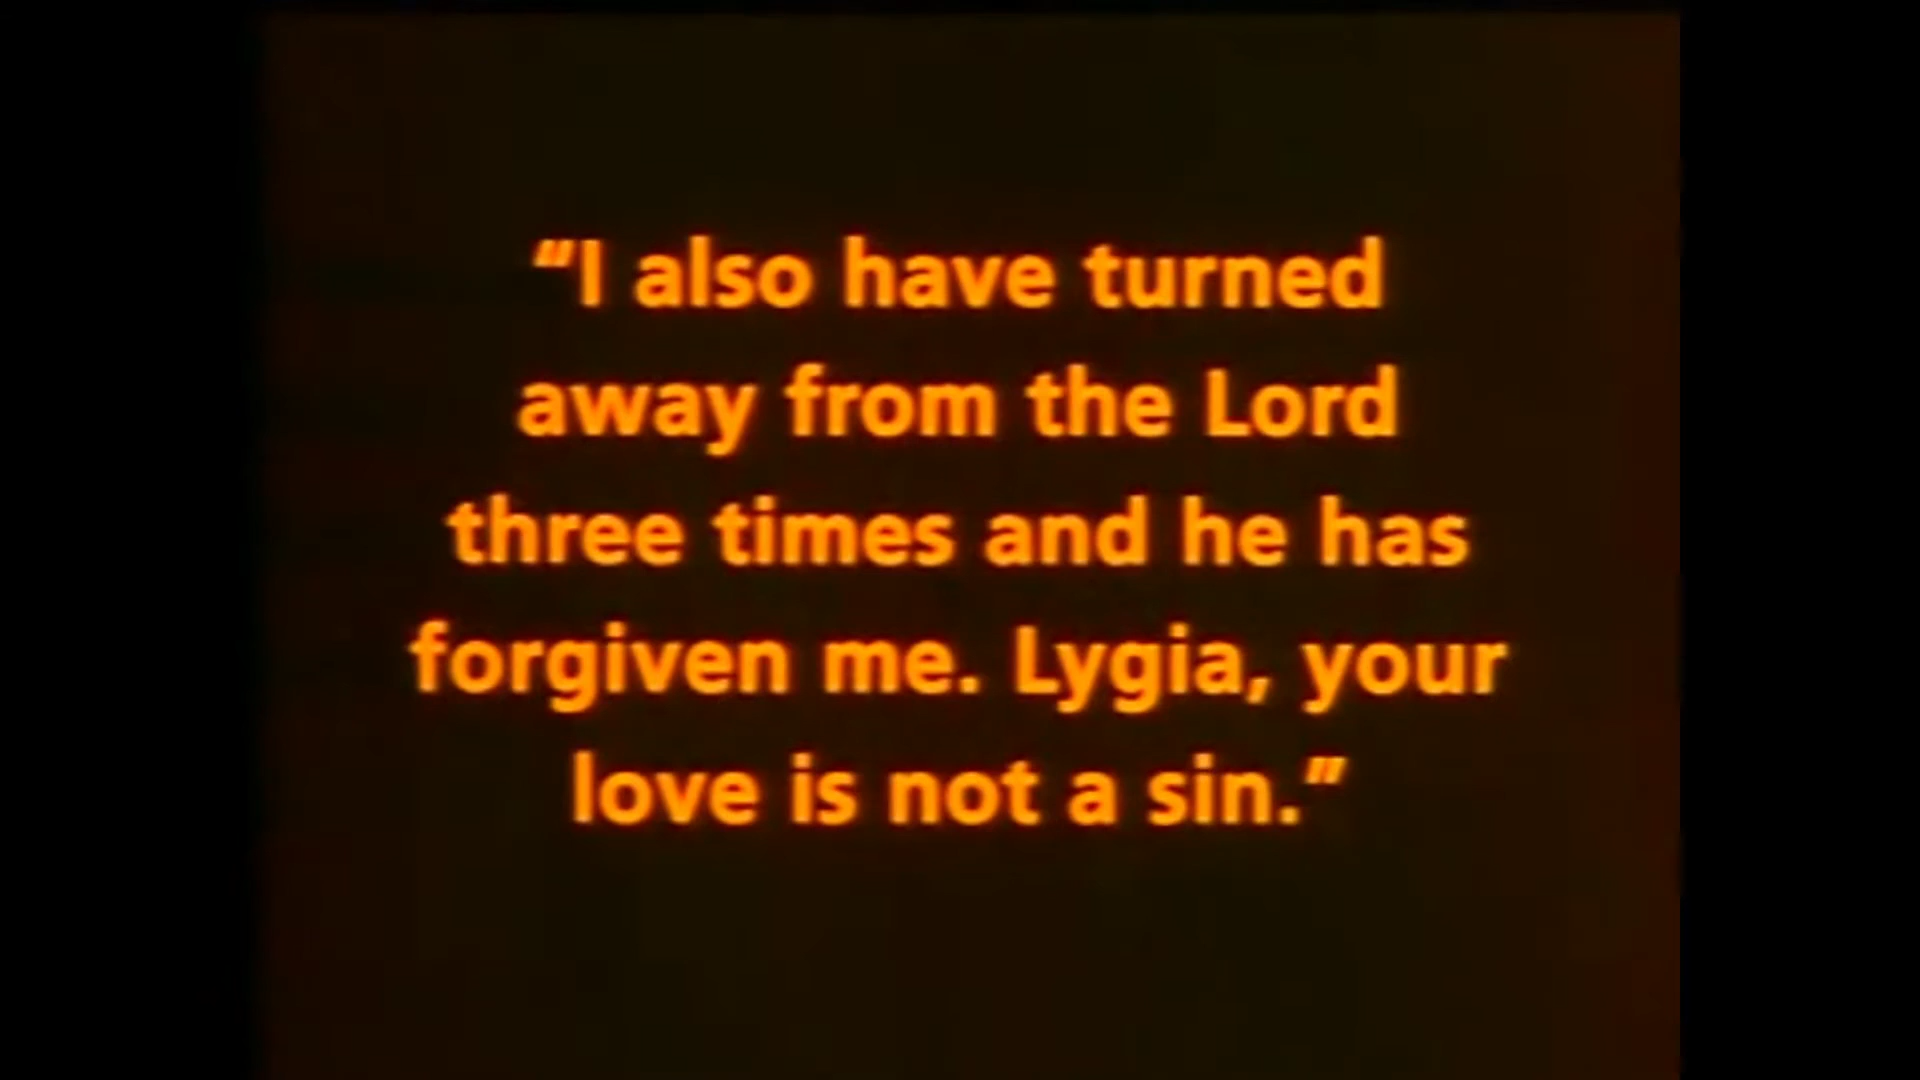 “I also have turned
away from the Lord
three times and he has
forgiven me. Lygia, your
love is not a sin.”